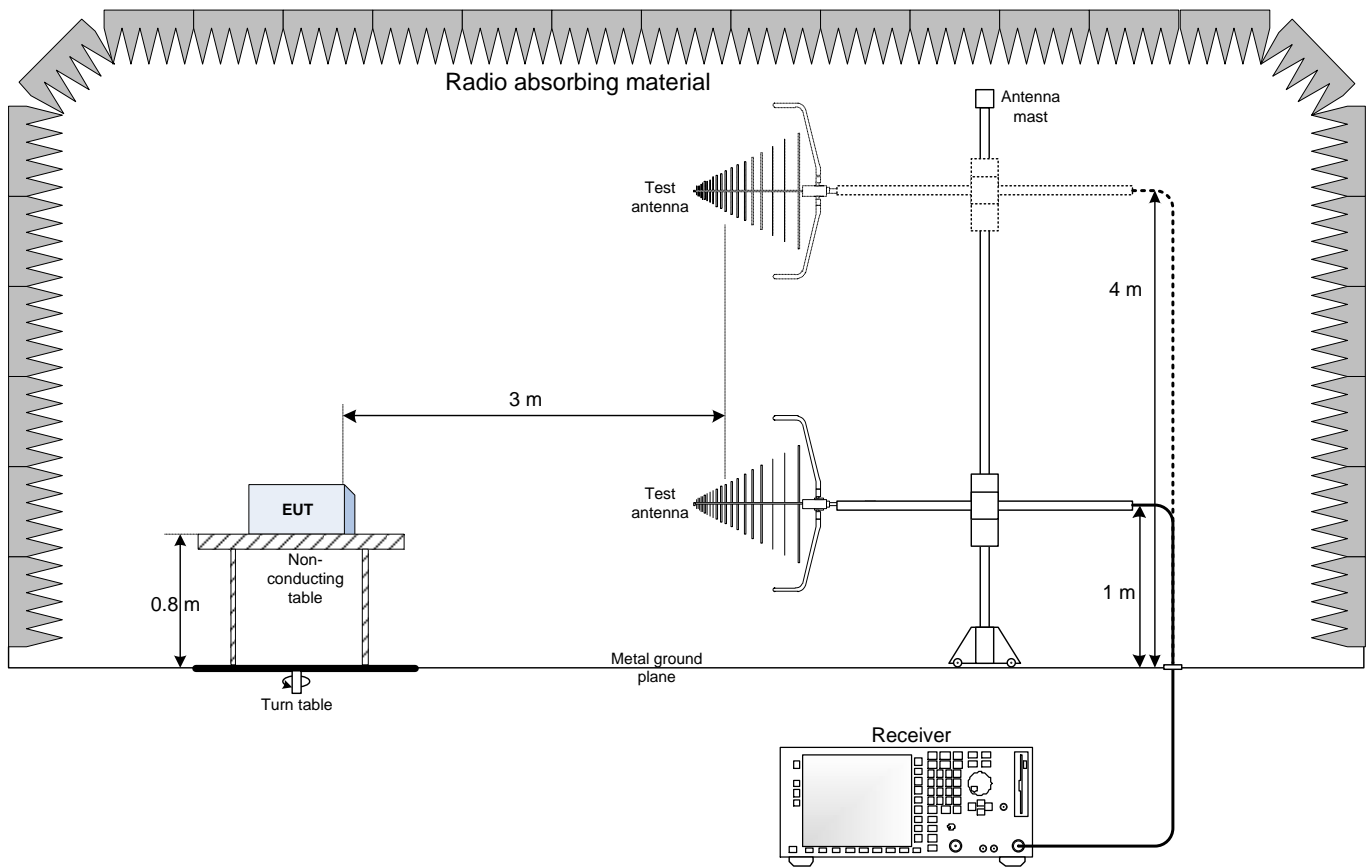 Radio absorbing material
Antenna
mast
Test
antenna
4 m
3 m
Test
antenna
EUT
Non-
conducting
table
0.8 m
1 m
Metal ground
plane
Turn table
Receiver